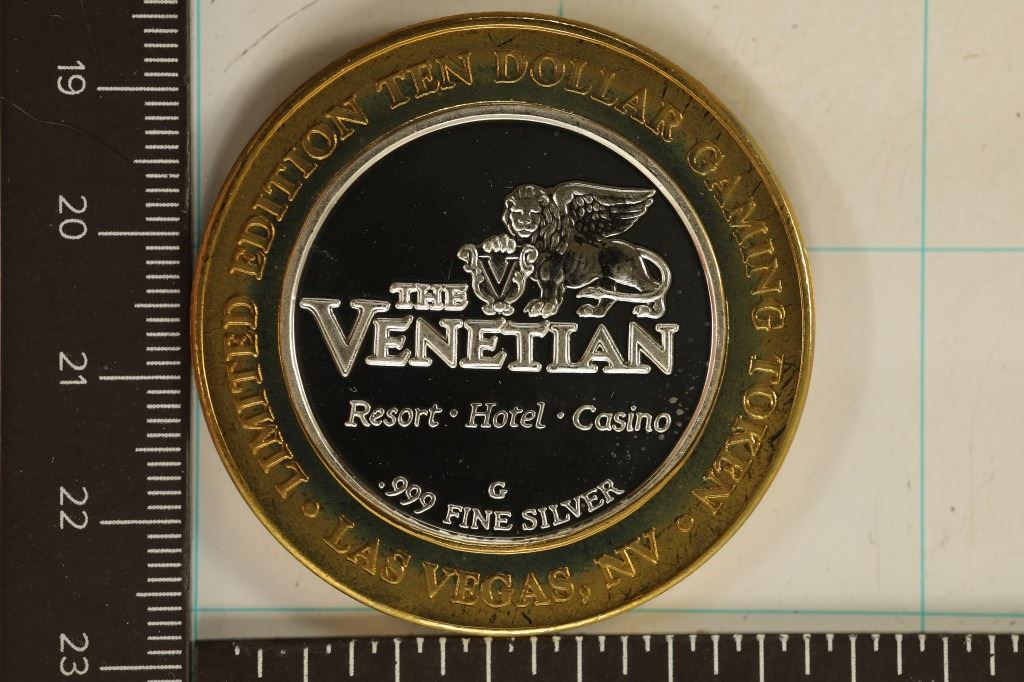 LIMITED EDITION TEN DOLLAR GAMING TOKEN
• LAS VEGAS, NV •
V
THE
VENETIAN
Resort · Hotel · Casino
G
.999 FINE SILVER
19
20
21
22
23